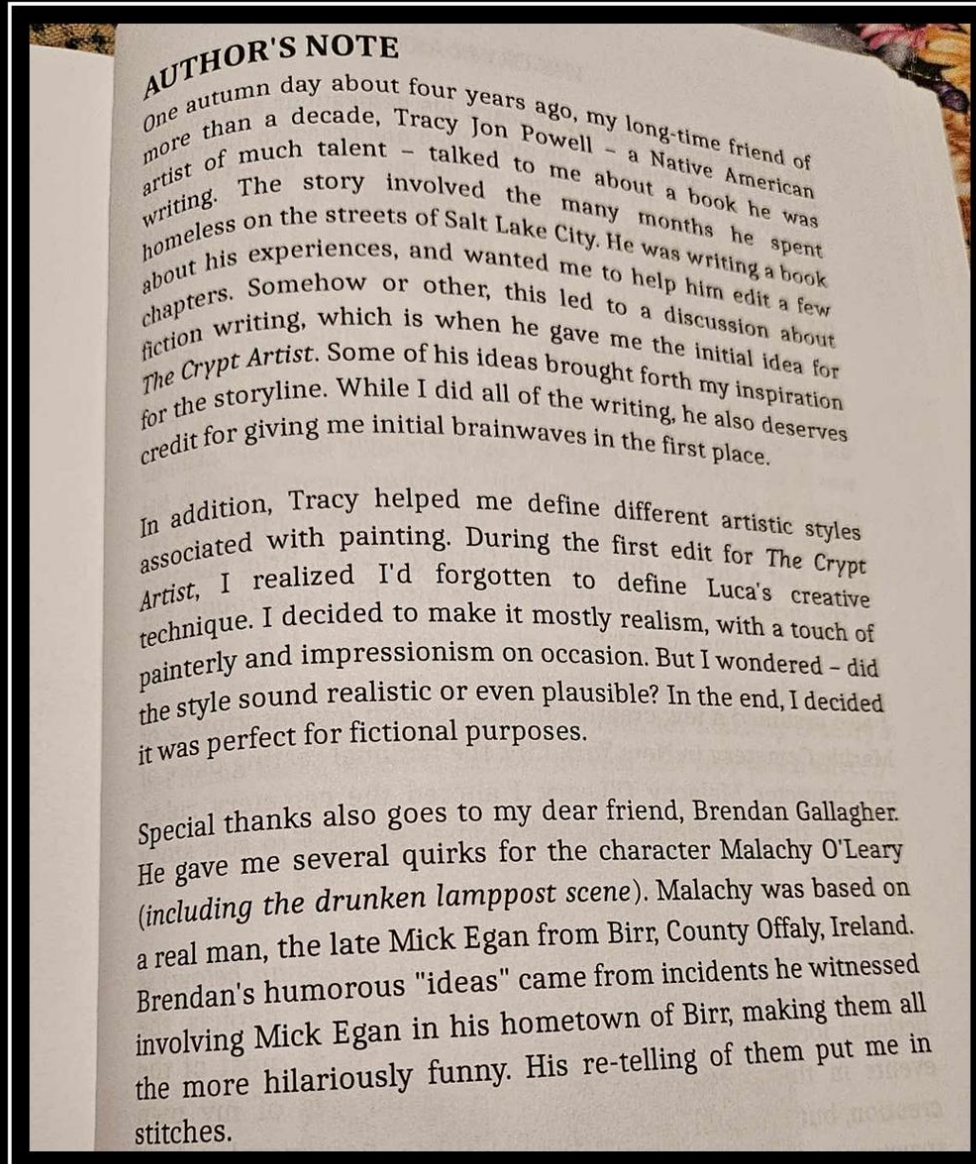 AUTHOR'S NOTE
One autumn day about four years ago, my long-time friend of
more than a decade, Tracy Jon Powell – a Native American
artist of much talent – talked to me about a book he was
writing. The story involved the many months he spent
homeless on the streets of Salt Lake City. He was writing a book
about his experiences, and wanted me to help him edit a few
chapters. Somehow or other, this led to a discussion about
fiction writing, which is when he gave me the initial idea for
The Crypt Artist. Some of his ideas brought forth my inspiration
for the storyline. While I did all of the writing, he also deserves
credit for giving me initial brainwaves in the first place.
In addition, Tracy helped me define different artistic styles
associated with painting. During the first edit for The Crypt
Artist, I realized I'd forgotten to define Luca's creative
technique. I decided to make it mostly realism, with a touch of
painterly and impressionism on occasion. But I wondered – did
the style sound realistic or even plausible? In the end, I decided
it was perfect for fictional purposes.
Special thanks also goes to my dear friend, Brendan Gallagher.
He gave me several quirks for the character Malachy O'Leary
(including the drunken lamppost scene). Malachy was based on
a real man, the late Mick Egan from Birr, County Offaly, Ireland.
Brendan's humorous "ideas" came from incidents he witnessed
involving Mick Egan in his hometown of Birr, making them all
the more hilariously funny. His re-telling of them put me in
stitches.